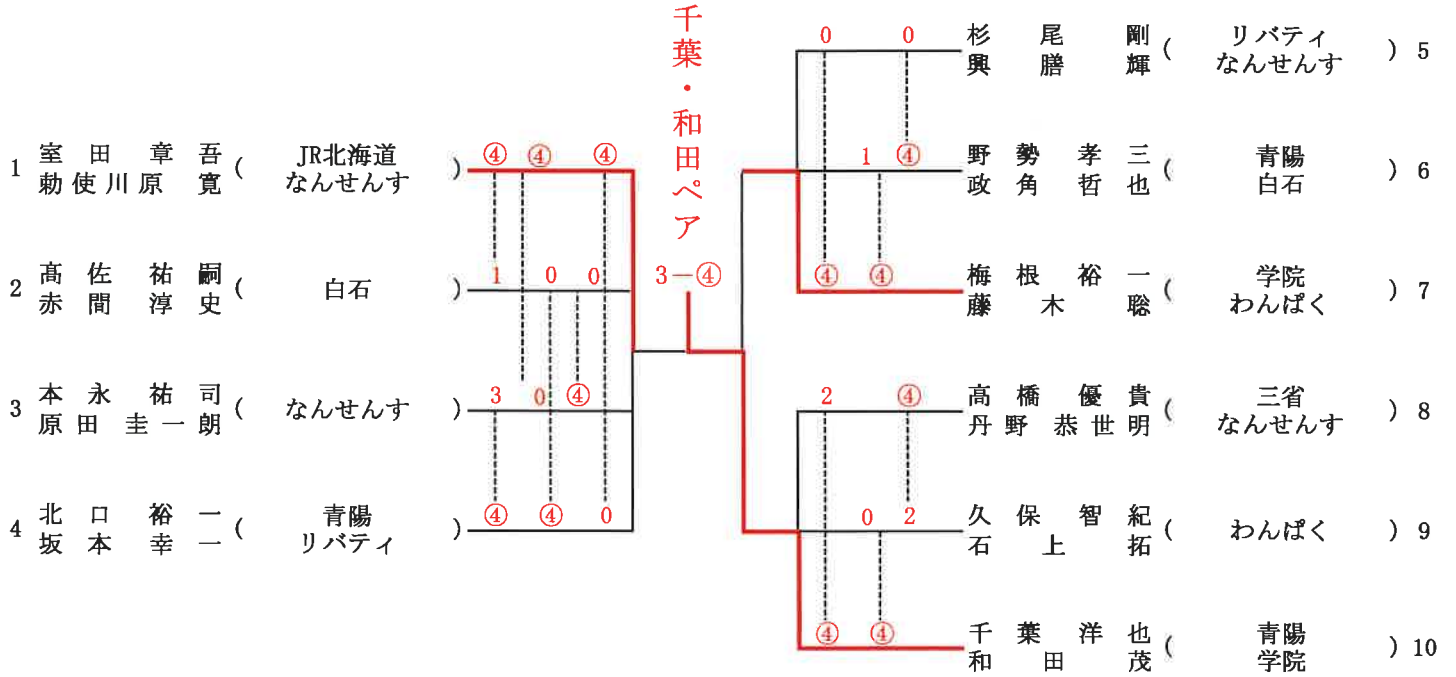 千葉・和田ペア
3－④
1 室田章吾 勅使川原寛 ( JR北海道 なんせんす )
④ ④ ④
2 髙佐祐嗣 赤間淳史 ( 白石 )
1 0 0
3 本永祐司 原田圭一朗 ( なんせんす )
3 0 ④
4 北口裕一 坂本幸一 ( 青陽 リバティ )
④ ④ 0
0 0
杉尾剛 興膳輝 ( リバティ なんせんす ) 5
1 ④
野勢孝三 政角哲也 ( 青陽 白石 ) 6
④ ④
梅根裕一 藤木聡 ( 学院 わんぱく ) 7
2 ④
高橋優貴 丹野恭世明 ( 三省 なんせんす ) 8
0 2
久保智紀 石上拓 ( わんぱく ) 9
④ ④
千葉洋也 和田茂 ( 青陽 学院 ) 10